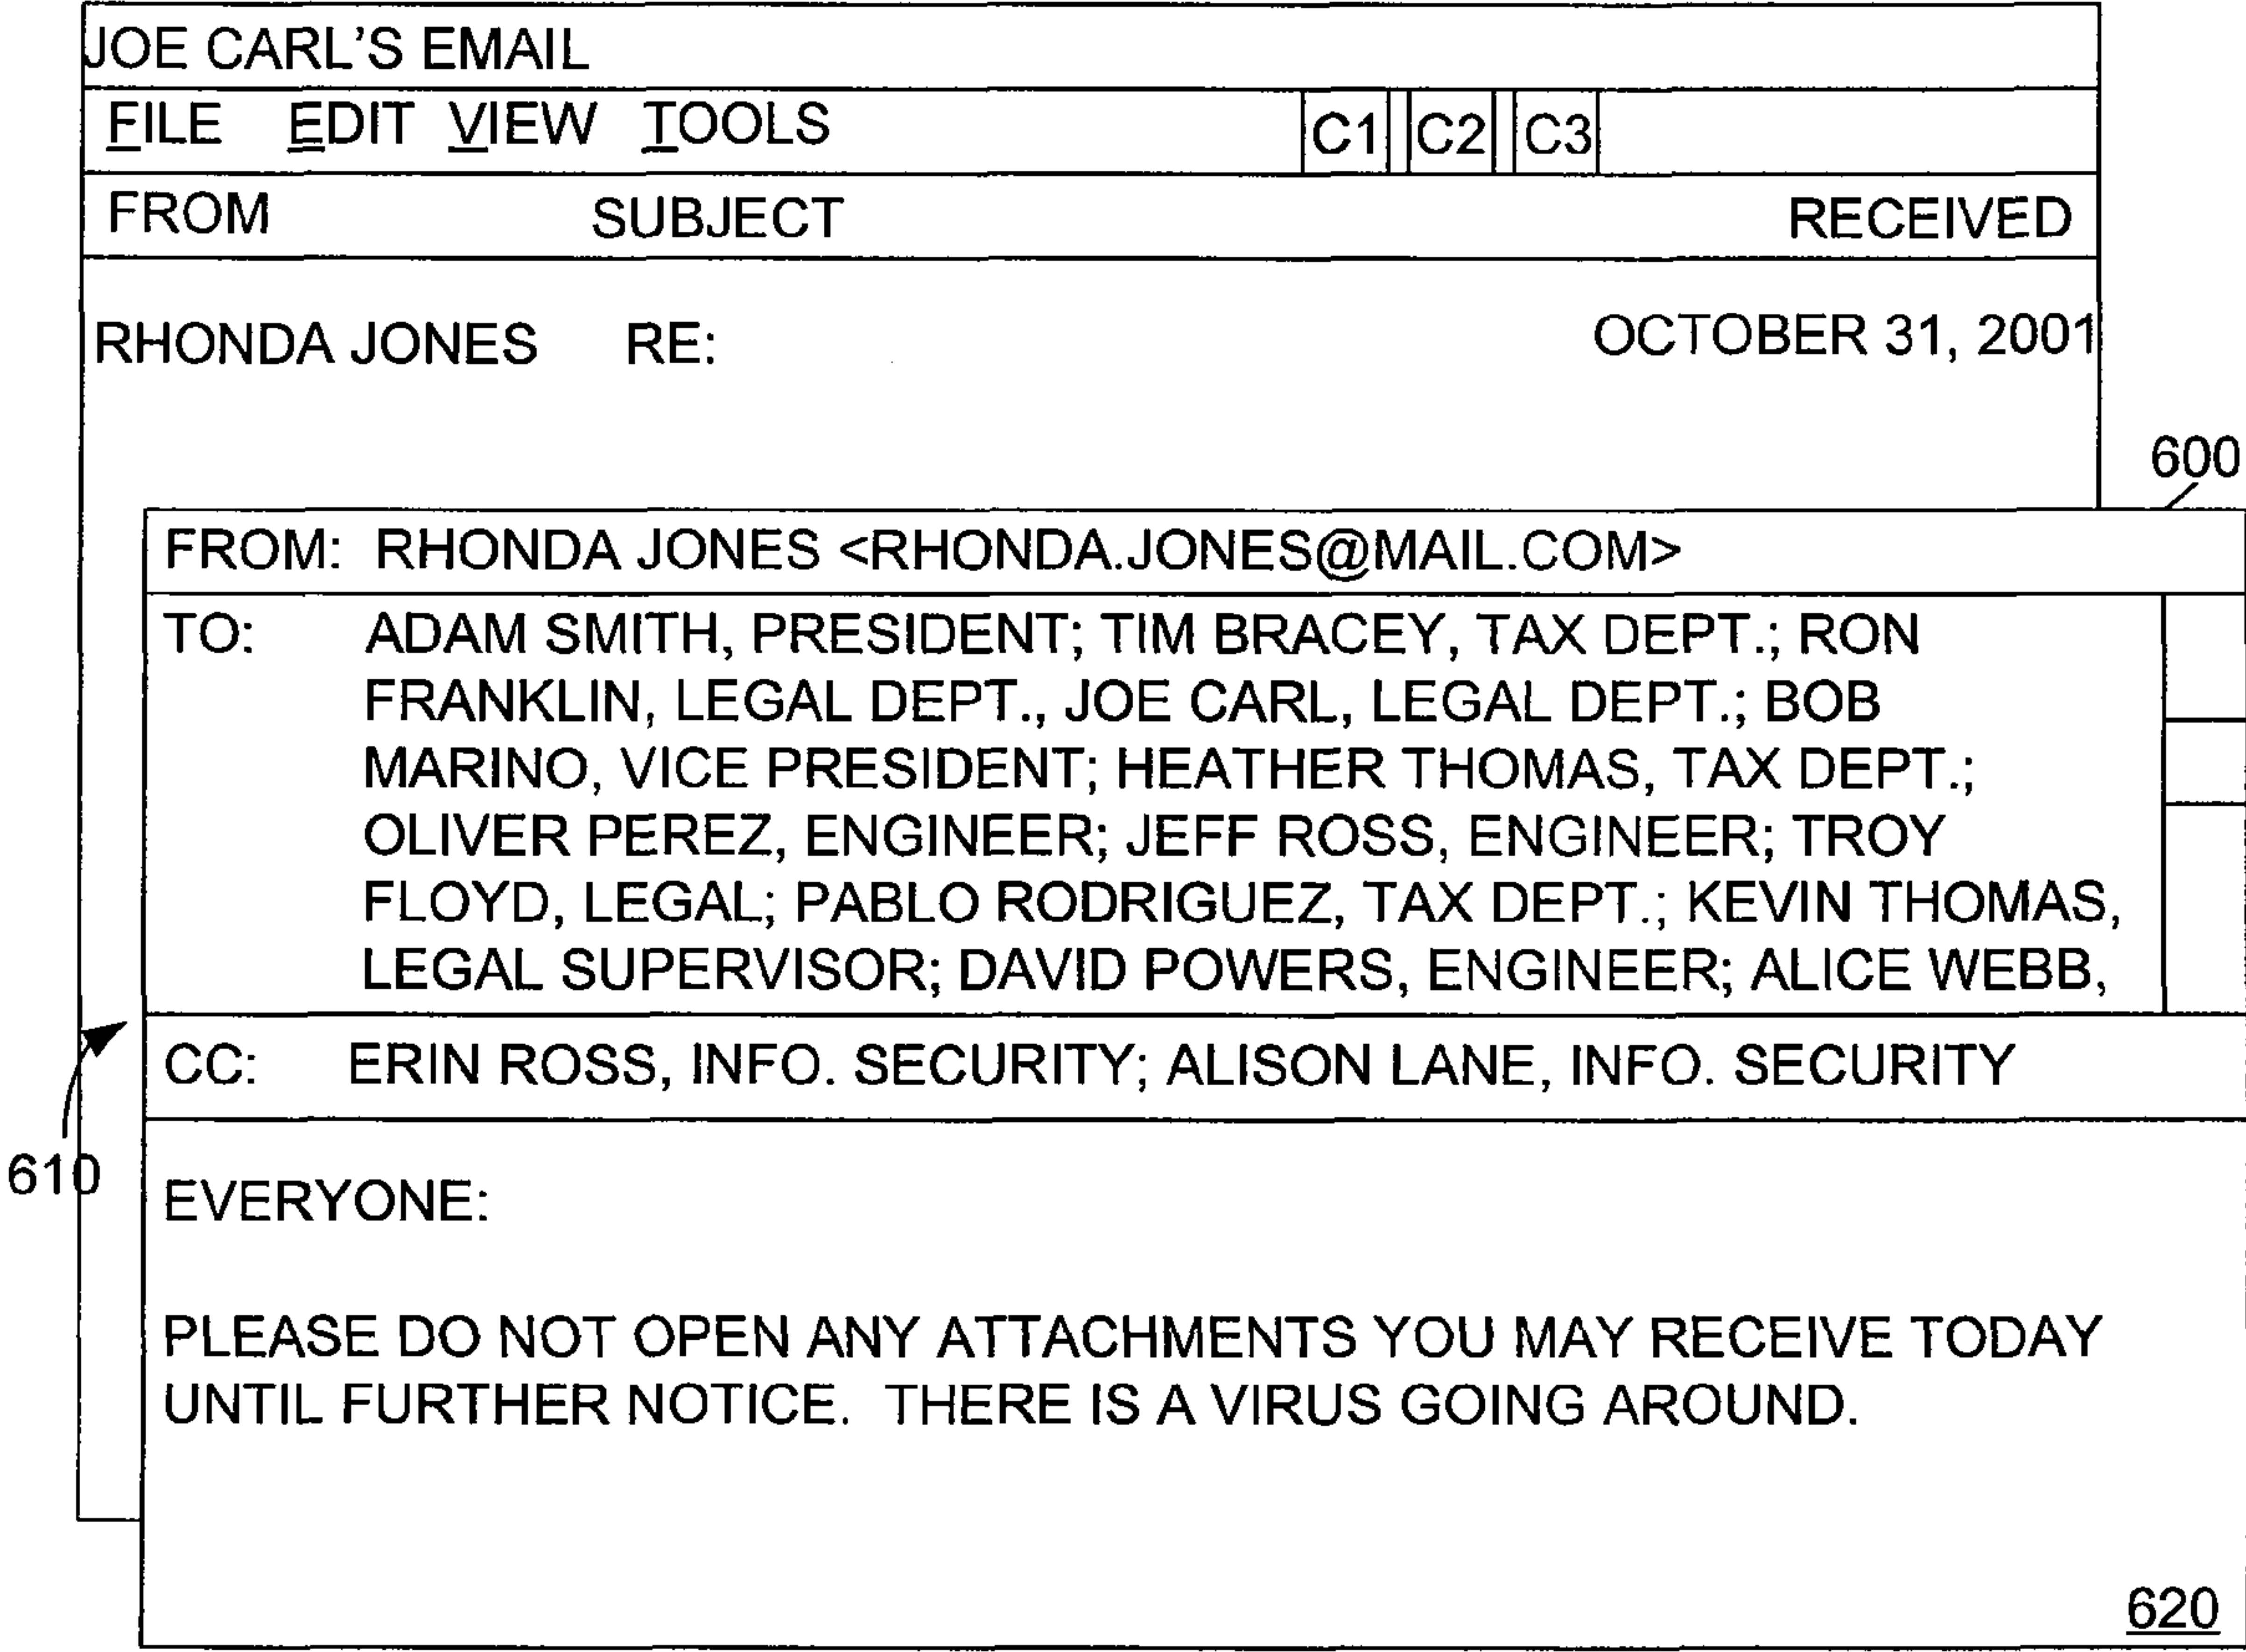 JOE CARL'S EMAIL
FILE EDIT VIEW TOOLS C1 C2 C3
FROM SUBJECT RECEIVED
RHONDA JONES RE: OCTOBER 31, 2001
600
FROM: RHONDA JONES <RHONDA.JONES@MAIL.COM>
TO: ADAM SMITH, PRESIDENT; TIM BRACEY, TAX DEPT.; RON
FRANKLIN, LEGAL DEPT., JOE CARL, LEGAL DEPT.; BOB
MARINO, VICE PRESIDENT; HEATHER THOMAS, TAX DEPT.;
OLIVER PEREZ, ENGINEER; JEFF ROSS, ENGINEER; TROY
FLOYD, LEGAL; PABLO RODRIGUEZ, TAX DEPT.; KEVIN THOMAS,
LEGAL SUPERVISOR; DAVID POWERS, ENGINEER; ALICE WEBB,
CC: ERIN ROSS, INFO. SECURITY; ALISON LANE, INFO. SECURITY
610
EVERYONE:
PLEASE DO NOT OPEN ANY ATTACHMENTS YOU MAY RECEIVE TODAY
UNTIL FURTHER NOTICE. THERE IS A VIRUS GOING AROUND.
620